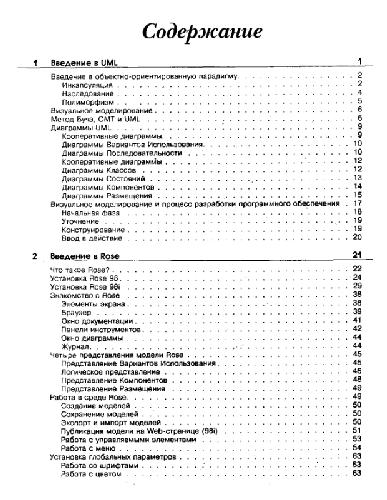 Содержание
1 Введение в UML 1
Введение в объектно-ориентированную парадигму 2
Инкапсуляция 2
Наследование 4
Полиморфизм 5
Визуальное моделирование 6
Метод Буча, OMT и UML 8
Диаграммы UML 9
Кооперативные диаграммы 9
Диаграммы Вариантов Использования 10
Диаграммы Последовательности 10
Кооперативные диаграммы 12
Диаграммы Классов 12
Диаграммы Состояний 13
Диаграммы Компонентов 14
Диаграммы Размещения 15
Визуальное моделирование и процесс разработки программного обеспечения 17
Начальная фаза 18
Уточнение 19
Конструирование 19
Ввод в действие 20
2 Введение в Rose 21
Что такое Rose? 22
Установка Rose 98 24
Установка Rose 98i 29
Знакомство с Rose 38
Элементы экрана 38
Браузер 39
Окно документации 41
Панели инструментов 42
Окно диаграммы 44
Журнал 44
Четыре представления модели Rose 45
Представление Вариантов Использования 45
Логическое представление 45
Представление Компонентов 48
Представление Размещения 49
Работа в среде Rose 49
Создание моделей 50
Сохранение моделей 50
Экспорт и импорт моделей 50
Публикация модели на Web-странице (98i) 51
Работа с управляемыми элементами 53
Работа с меню 54
Установка глобальных параметров 63
Работа со шрифтами 63
Работа с цветом 63